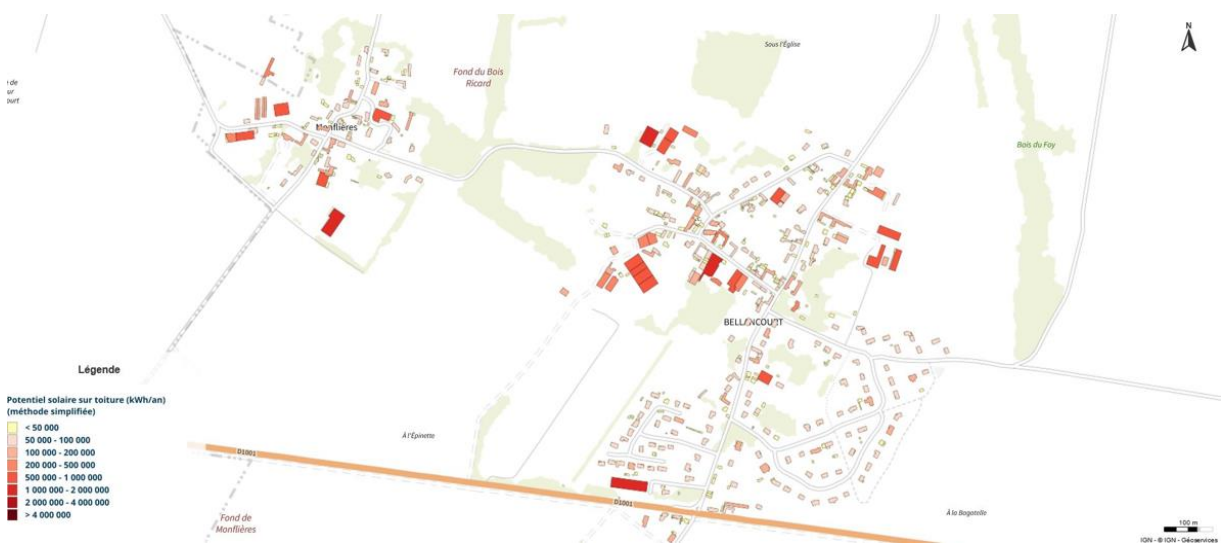 N
Sous l'Église
Fond du Bois
Ricard
Monflières
Bois du Foy
BELLANCOURT
Légende
Potentiel solaire sur toiture (kWh/an)
(méthode simplifiée)
< 50 000
50 000 - 100 000
100 000 - 200 000
200 000 - 500 000
500 000 - 1 000 000
1 000 000 - 2 000 000
2 000 000 - 4 000 000
> 4 000 000
À l'Épinette
D1001
D1001
Fond de
Monflières
À la Bagatelle
100 m
IGN - © IGN - Géoservices